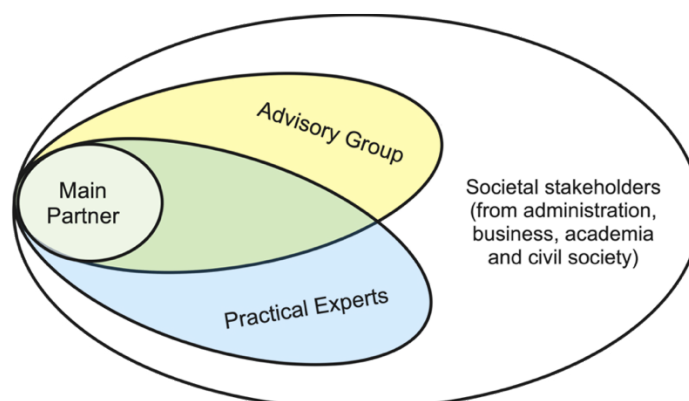 Advisory Group
Main
Partner
Societal stakeholders
(from administration,
business, academia
and civil society)
Practical Experts